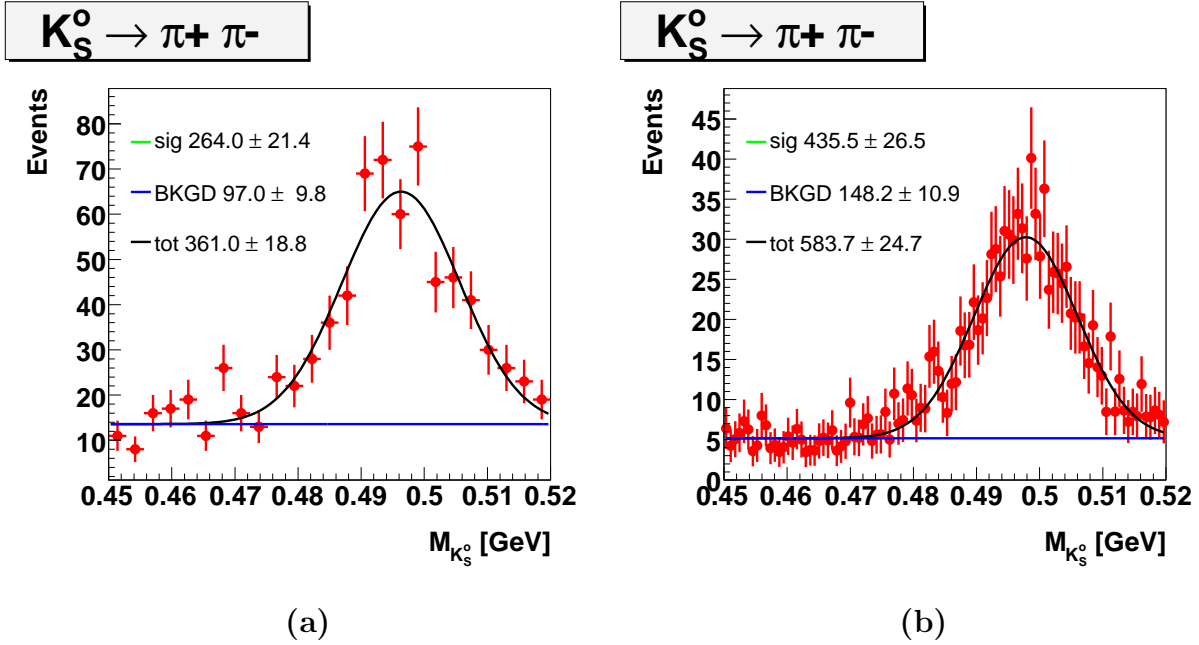 K⁰_S → π+ π-
Events
80
70
60
50
40
30
20
10
sig 264.0 ± 21.4
BKGD 97.0 ± 9.8
tot 361.0 ± 18.8
0.45 0.46 0.47 0.48 0.49 0.5 0.51 0.52
M_K⁰_S [GeV]
(a)
K⁰_S → π+ π-
Events
45
40
35
30
25
20
15
10
5
0
sig 435.5 ± 26.5
BKGD 148.2 ± 10.9
tot 583.7 ± 24.7
0.45 0.46 0.47 0.48 0.49 0.5 0.51 0.52
M_K⁰_S [GeV]
(b)